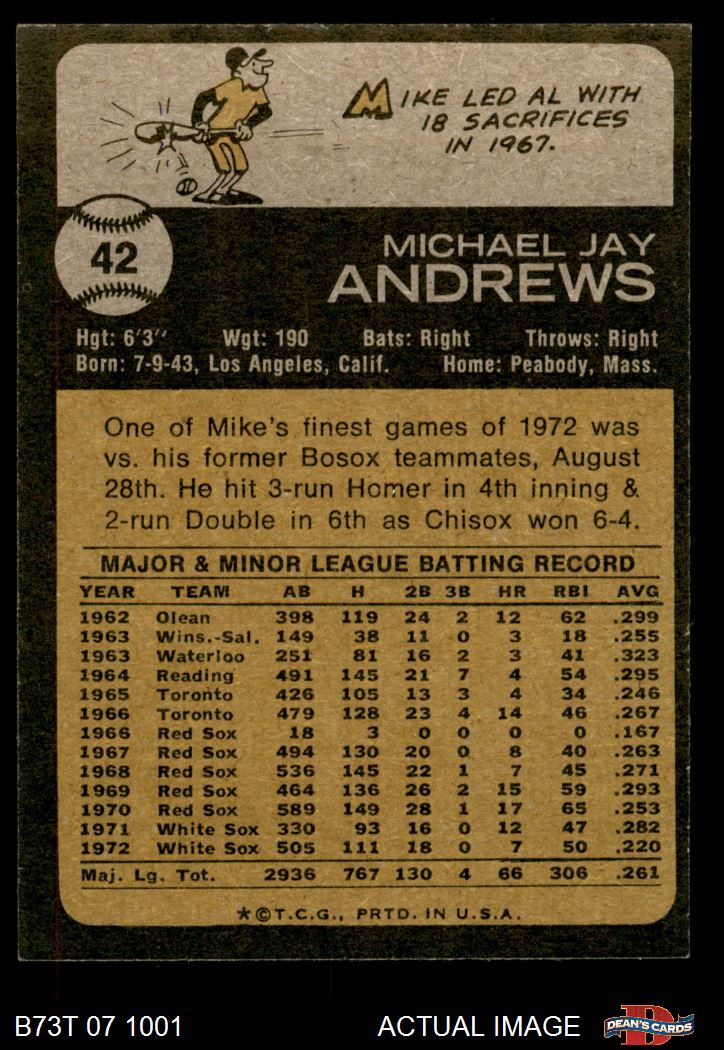 MIKE LED AL WITH
18 SACRIFICES
IN 1967.
42
MICHAEL JAY
ANDREWS
Hgt: 6'3" Wgt: 190 Bats: Right Throws: Right
Born: 7-9-43, Los Angeles, Calif. Home: Peabody, Mass.
One of Mike's finest games of 1972 was
vs. his former Bosox teammates, August
28th. He hit 3-run Homer in 4th inning &
2-run Double in 6th as Chisox won 6-4.
MAJOR & MINOR LEAGUE BATTING RECORD
YEAR TEAM AB H 2B 3B HR RBI AVG
1962 Olean 398 119 24 2 12 62 .299
1963 Wins.-Sal. 149 38 11 0 3 18 .255
1963 Waterloo 251 81 16 2 3 41 .323
1964 Reading 491 145 21 7 4 54 .295
1965 Toronto 426 105 13 3 4 34 .246
1966 Toronto 479 128 23 4 14 46 .267
1966 Red Sox 18 3 0 0 0 0 .167
1967 Red Sox 494 130 20 0 8 40 .263
1968 Red Sox 536 145 22 1 7 45 .271
1969 Red Sox 464 136 26 2 15 59 .293
1970 Red Sox 589 149 28 1 17 65 .253
1971 White Sox 330 93 16 0 12 47 .282
1972 White Sox 505 111 18 0 7 50 .220
Maj. Lg. Tot. 2936 767 130 4 66 306 .261
*©T.C.G., PRTD. IN U.S.A.
B73T 07 1001 ACTUAL IMAGE D DEAN'S CARDS